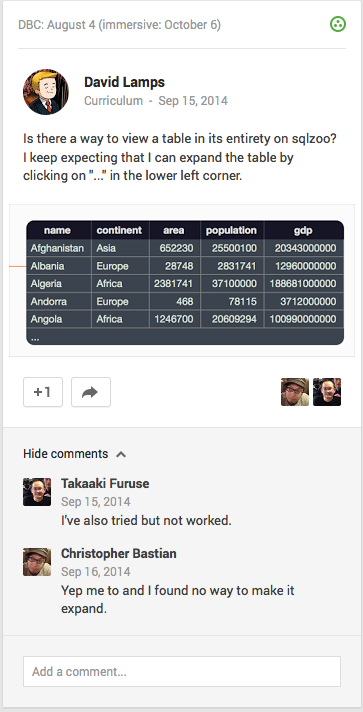 DBC: August 4 (immersive: October 6)
David Lamps
Curriculum - Sep 15, 2014
Is there a way to view a table in its entirety on sqlzoo?
I keep expecting that I can expand the table by
clicking on "..." in the lower left corner.
name continent area population gdp
Afghanistan Asia 652230 25500100 20343000000
Albania Europe 28748 2831741 12960000000
Algeria Africa 2381741 37100000 188681000000
Andorra Europe 468 78115 3712000000
Angola Africa 1246700 20609294 100990000000
...
+1
Hide comments
Takaaki Furuse
Sep 15, 2014
I've also tried but not worked.
Christopher Bastian
Sep 16, 2014
Yep me to and I found no way to make it
expand.
Add a comment...